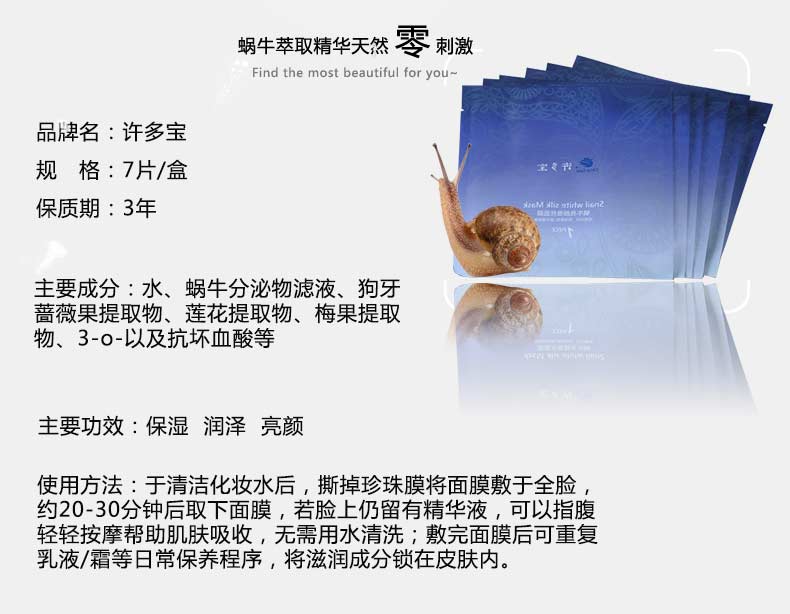 蜗牛萃取精华天然 零 刺激
Find the most beautiful for you~
品牌名：许多宝
规　格：7片/盒
保质期：3年
主要成分：水、蜗牛分泌物滤液、狗牙
蔷薇果提取物、莲花提取物、梅果提取
物、3-o-以及抗坏血酸等
主要功效：保湿 润泽 亮颜
使用方法：于清洁化妆水后，撕掉珍珠膜将面膜敷于全脸，
约20-30分钟后取下面膜，若脸上仍留有精华液，可以指腹
轻轻按摩帮助肌肤吸收，无需用水清洗；敷完面膜后可重复
乳液/霜等日常保养程序，将滋润成分锁在皮肤内。
许多宝
Snail white silk Mask
1 PIECE